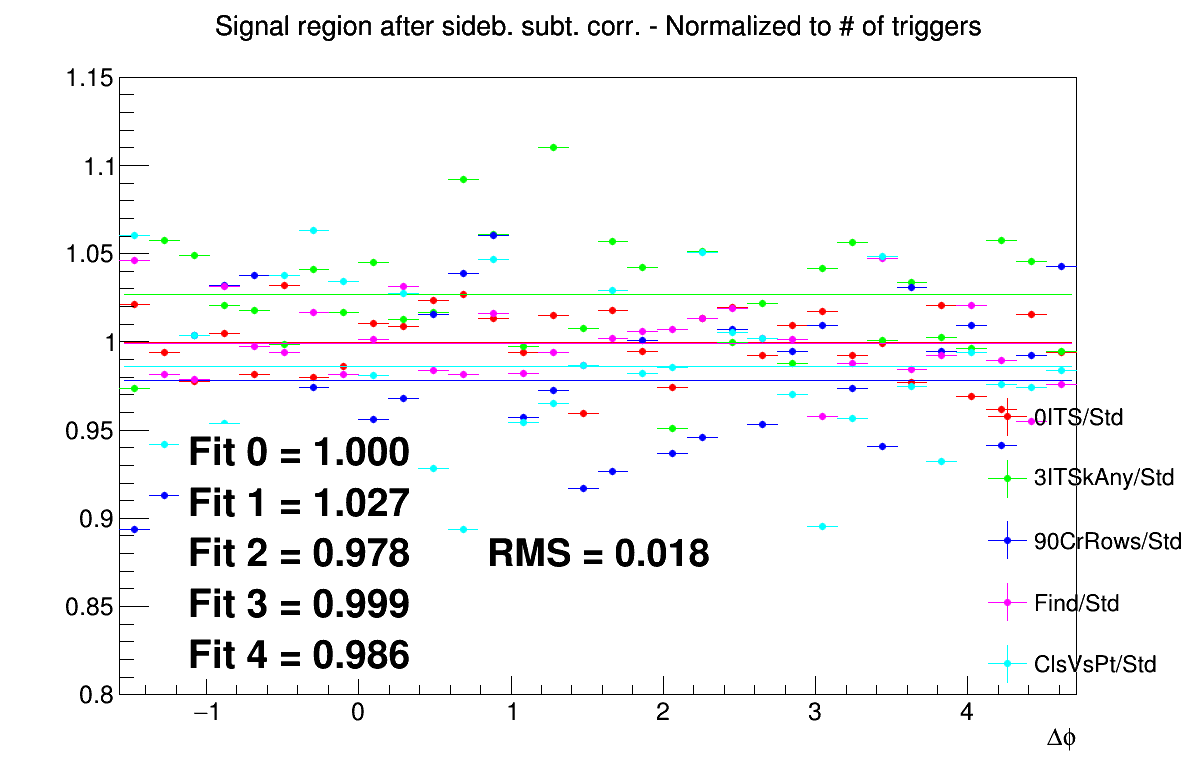 Signal region after sideb. subt. corr. - Normalized to # of triggers
1.15
1.1
1.05
1
0.95
0.9
0.85
0.8
Fit 0 = 1.000
Fit 1 = 1.027
Fit 2 = 0.978
RMS = 0.018
Fit 3 = 0.999
Fit 4 = 0.986
0ITS/Std
3ITSkAny/Std
90CrRows/Std
Find/Std
ClsVsPt/Std
−1 0 1 2 3 4
Δϕ